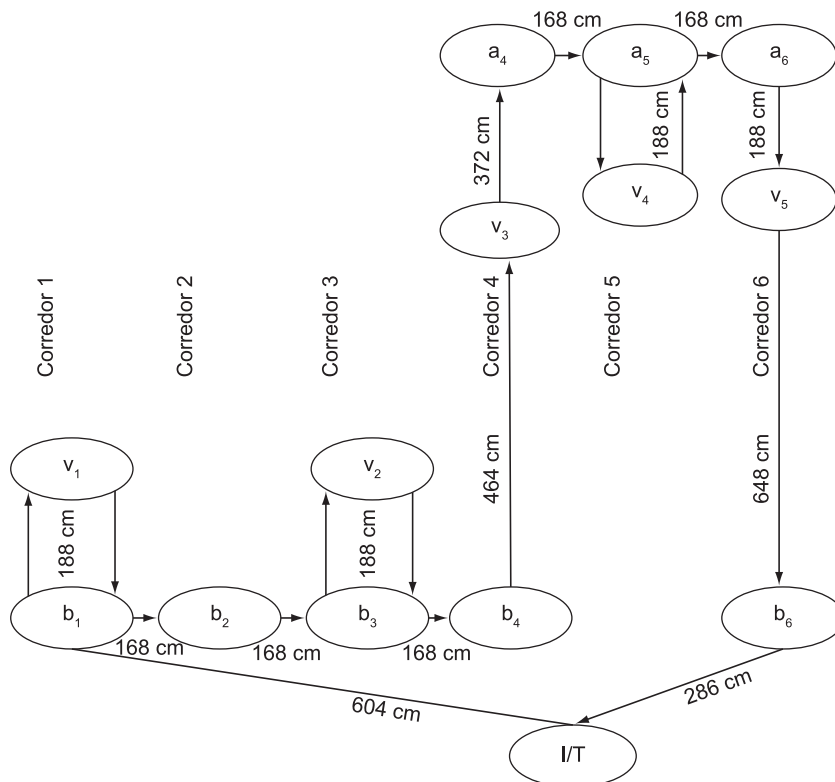 168 cm
168 cm
a4
a5
a6
372 cm
188 cm
188 cm
v4
v5
v3
Corredor 1
Corredor 2
Corredor 3
Corredor 4
Corredor 5
Corredor 6
v1
v2
464 cm
648 cm
188 cm
188 cm
b1
b2
b3
b4
b6
168 cm
168 cm
168 cm
604 cm
286 cm
I/T